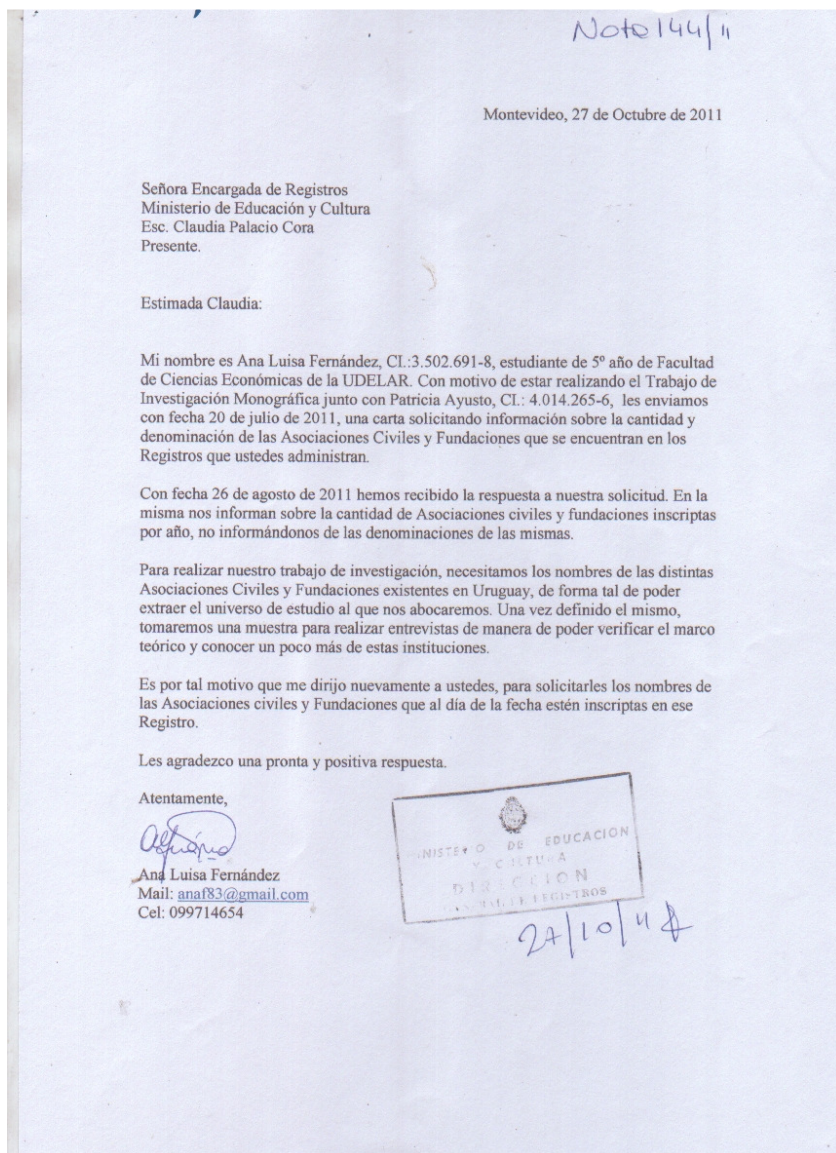 Nota 144/11
Montevideo, 27 de Octubre de 2011
Señora Encargada de Registros
Ministerio de Educación y Cultura
Esc. Claudia Palacio Cora
Presente.
Estimada Claudia:
Mi nombre es Ana Luisa Fernández, CI.:3.502.691-8, estudiante de 5º año de Facultad
de Ciencias Económicas de la UDELAR. Con motivo de estar realizando el Trabajo de
Investigación Monográfica junto con Patricia Ayusto, CI.: 4.014.265-6, les enviamos
con fecha 20 de julio de 2011, una carta solicitando información sobre la cantidad y
denominación de las Asociaciones Civiles y Fundaciones que se encuentran en los
Registros que ustedes administran.
Con fecha 26 de agosto de 2011 hemos recibido la respuesta a nuestra solicitud. En la
misma nos informan sobre la cantidad de Asociaciones civiles y fundaciones inscriptas
por año, no informándonos de las denominaciones de las mismas.
Para realizar nuestro trabajo de investigación, necesitamos los nombres de las distintas
Asociaciones Civiles y Fundaciones existentes en Uruguay, de forma tal de poder
extraer el universo de estudio al que nos abocaremos. Una vez definido el mismo,
tomaremos una muestra para realizar entrevistas de manera de poder verificar el marco
teórico y conocer un poco más de estas instituciones.
Es por tal motivo que me dirijo nuevamente a ustedes, para solicitarles los nombres de
las Asociaciones civiles y Fundaciones que al día de la fecha estén inscriptas en ese
Registro.
Les agradezco una pronta y positiva respuesta.
Atentamente,
Ana Luisa Fernández
Mail: anaf83@gmail.com
Cel: 099714654
MINISTERIO DE EDUCACION
Y CULTURA
DIRECCION
REGISTROS
27/10/11